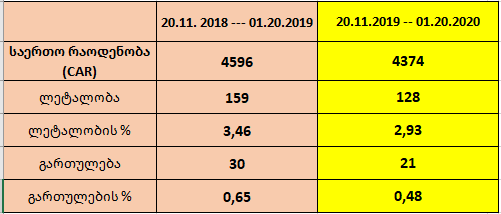 20.11. 2018 --- 01.20.2019 20.11.2019 -- 01.20.2020
საერთო რაოდენობა
(CAR) 4596 4374
ლეტალობა 159 128
ლეტალობის % 3,46 2,93
გართულება 30 21
გართულების % 0,65 0,48